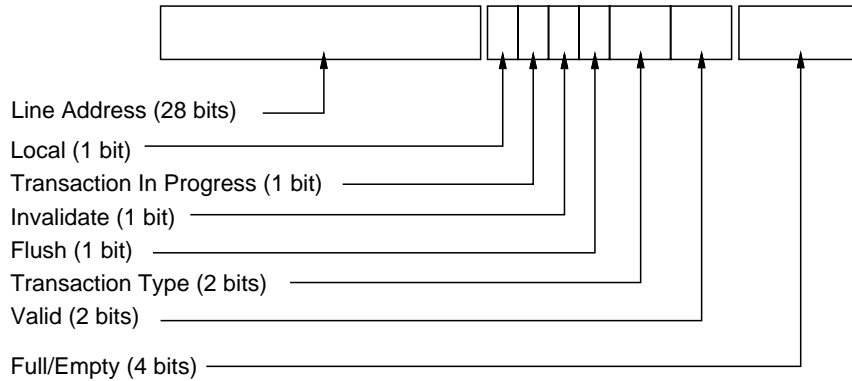 Line Address (28 bits)
Local (1 bit)
Transaction In Progress (1 bit)
Invalidate (1 bit)
Flush (1 bit)
Transaction Type (2 bits)
Valid (2 bits)
Full/Empty (4 bits)